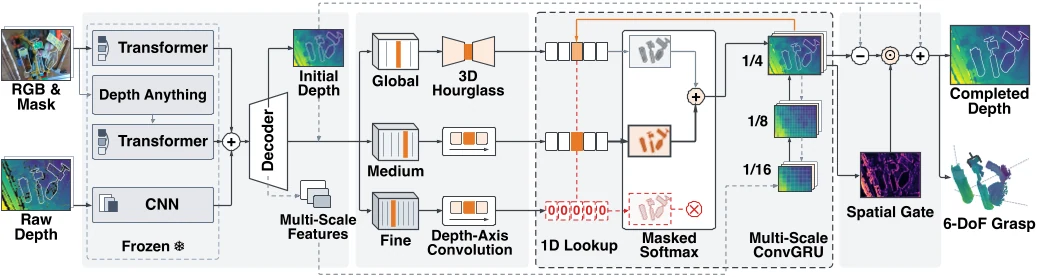 RGB &
Mask
Raw
Depth
Transformer
Depth Anything
Transformer
CNN
Frozen ❄
Decoder
Initial
Depth
Multi-Scale
Features
Global
Medium
Fine
3D
Hourglass
Depth-Axis
Convolution
000000
1D Lookup
Masked
Softmax
1/4
1/8
1/16
Multi-Scale
ConvGRU
Spatial Gate
Completed
Depth
6-DoF Grasp